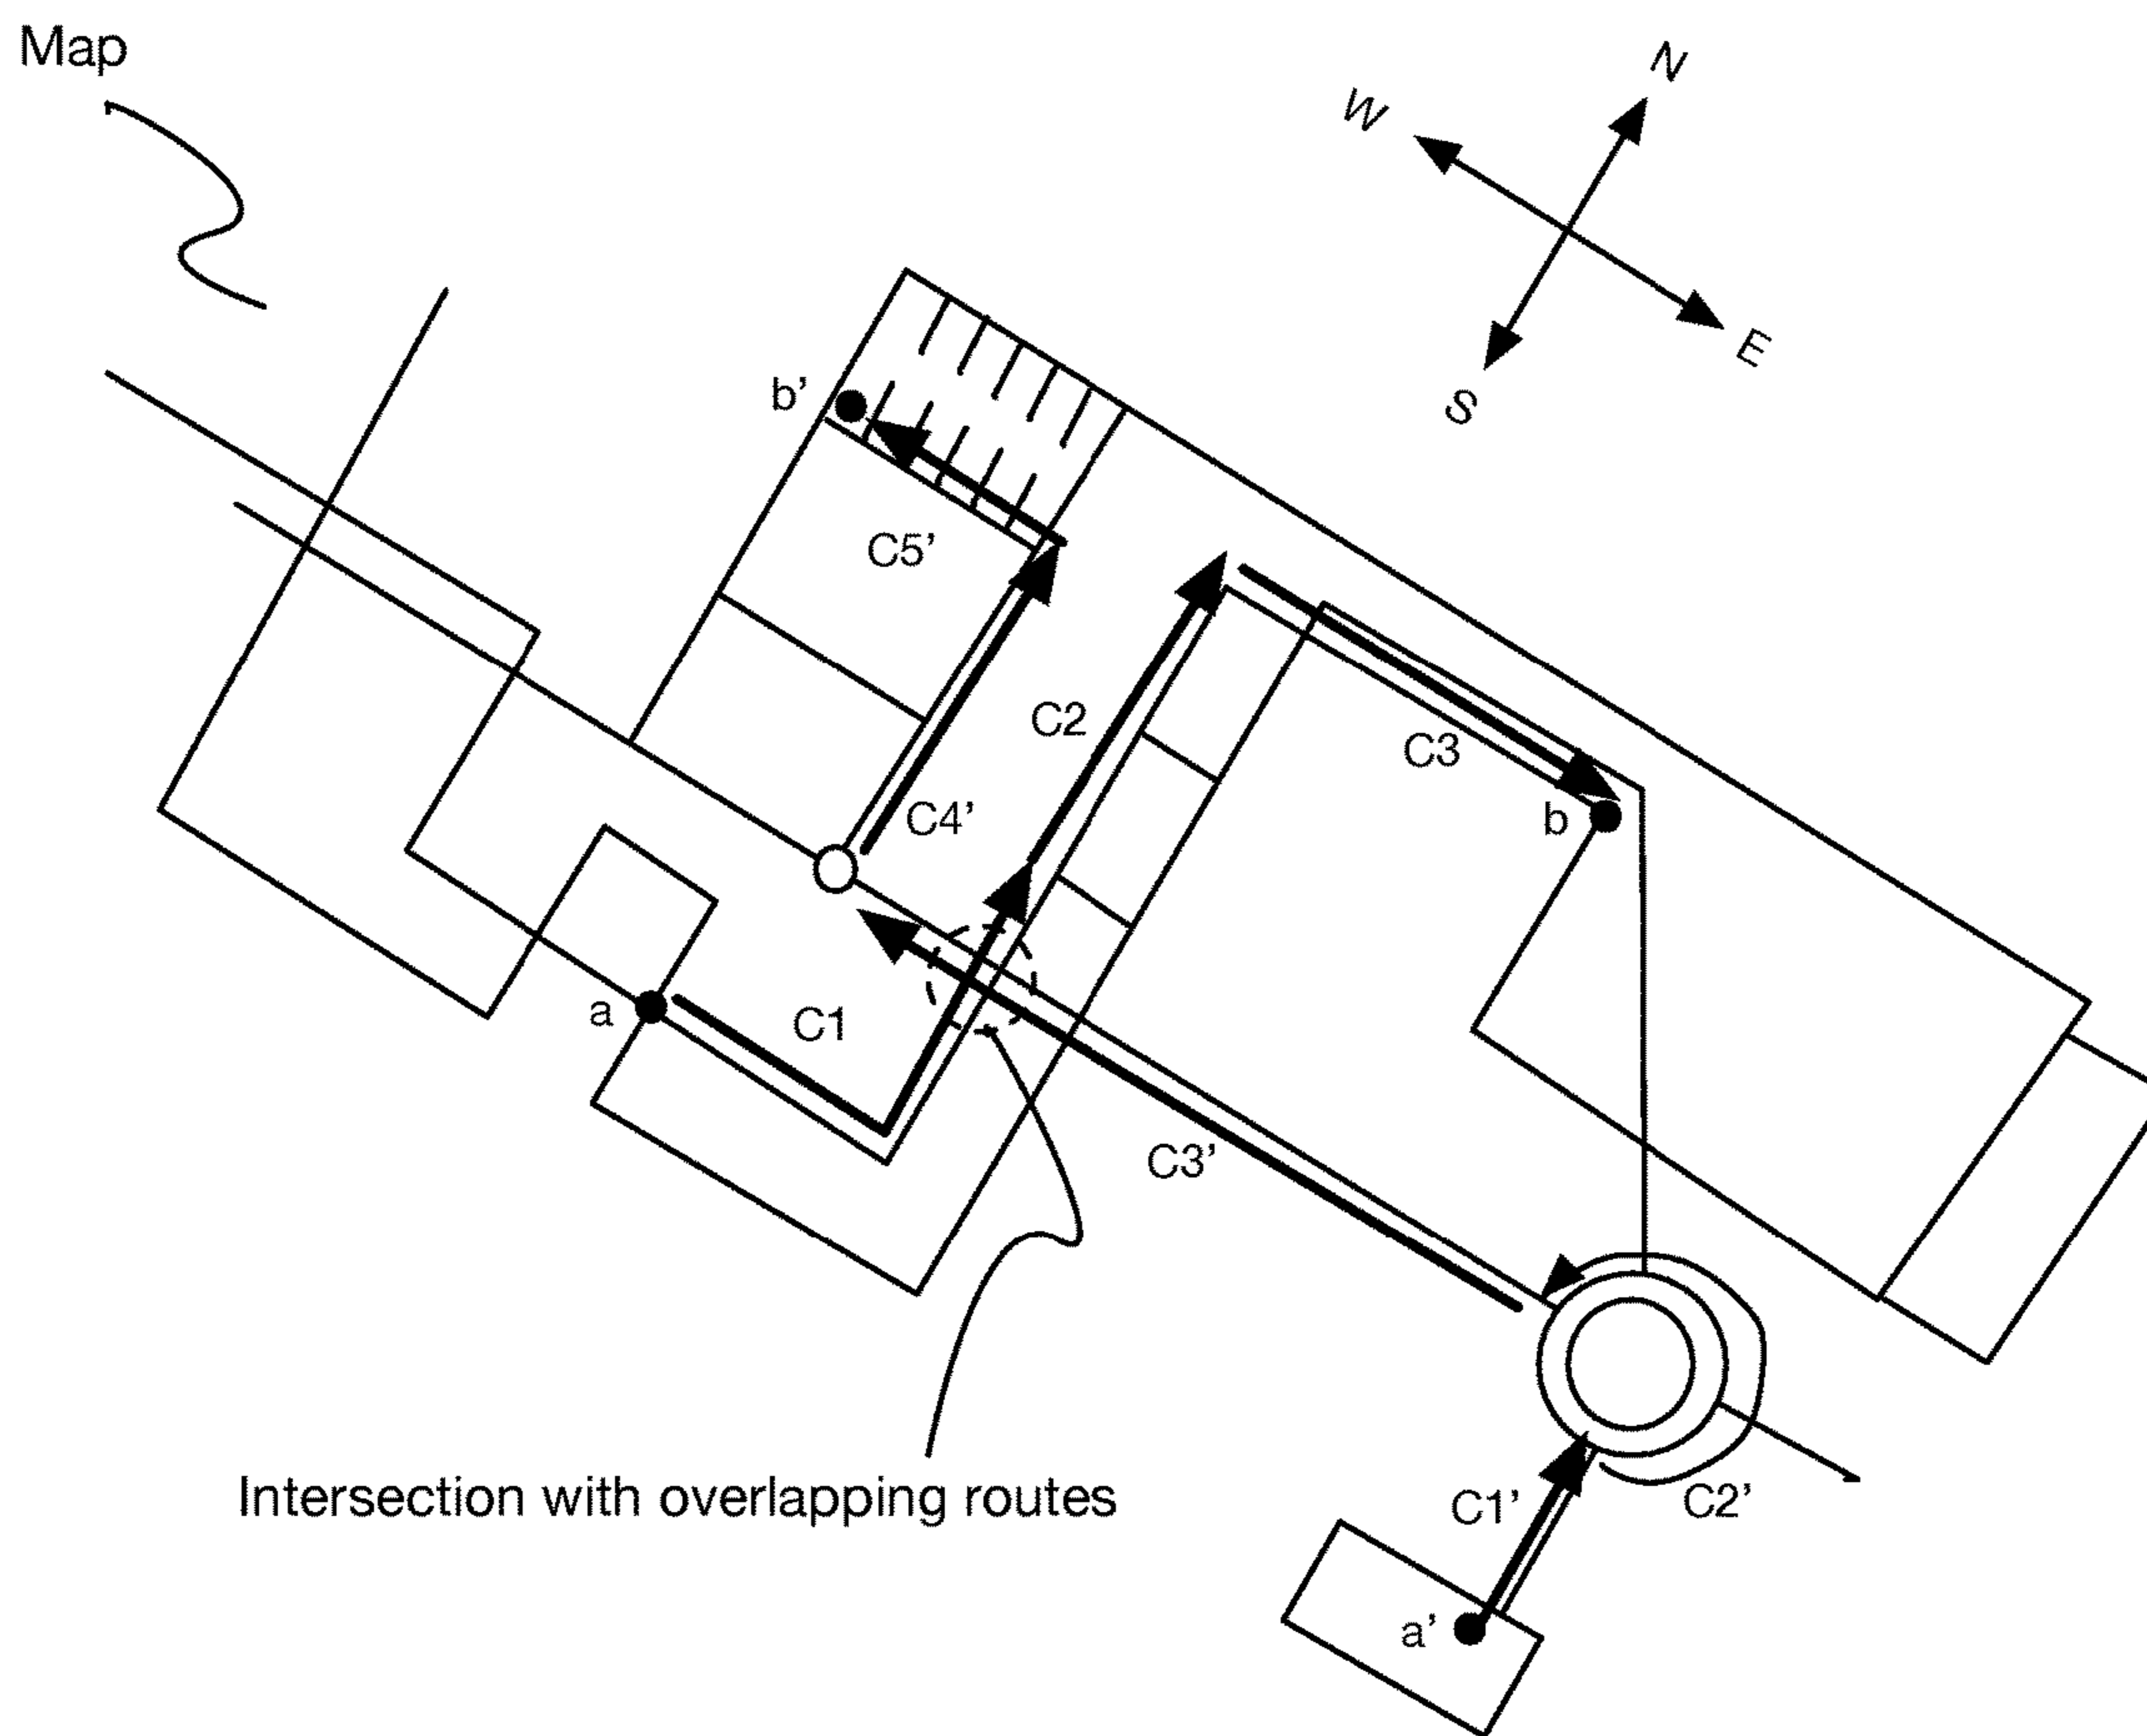 Map
N
W
E
S
b’
C5’
C2
C3
C4’
b
a
C1
C3’
Intersection with overlapping routes
C1’
C2’
a’